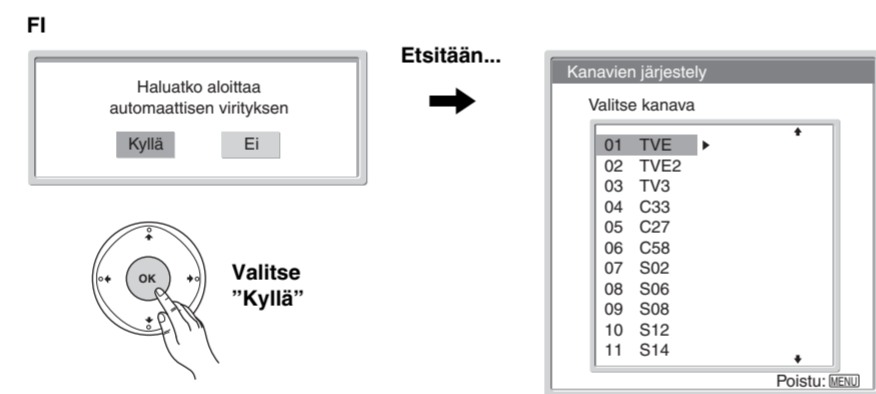 FI
Haluatko aloittaa
automaattisen virityksen
Kyllä Ei
OK
Valitse
”Kyllä”
Etsitään...
Kanavien järjestely
Valitse kanava
01 TVE
02 TVE2
03 TV3
04 C33
05 C27
06 C58
07 S02
08 S06
09 S08
10 S12
11 S14
Poistu: MENU